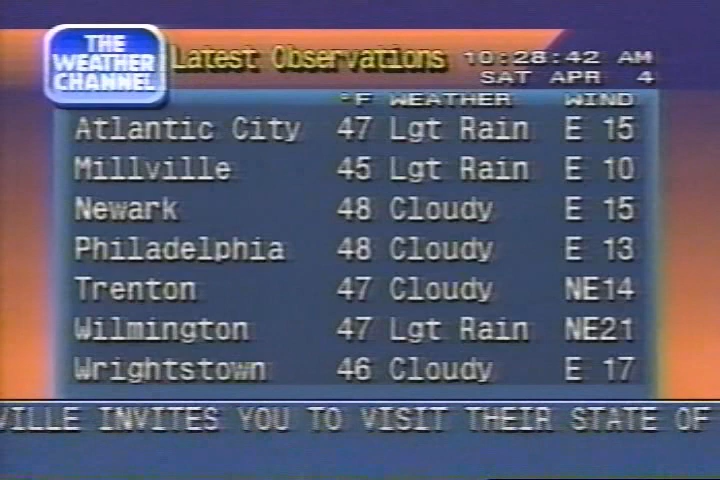 THE
WEATHER
CHANNEL
Latest Observations 10:28:42 AM
SAT APR 4
°F WEATHER WIND
Atlantic City 47 Lgt Rain E 15
Millville 45 Lgt Rain E 10
Newark 48 Cloudy E 15
Philadelphia 48 Cloudy E 13
Trenton 47 Cloudy NE14
Wilmington 47 Lgt Rain NE21
Wrightstown 46 Cloudy E 17
VILLE INVITES YOU TO VISIT THEIR STATE OF